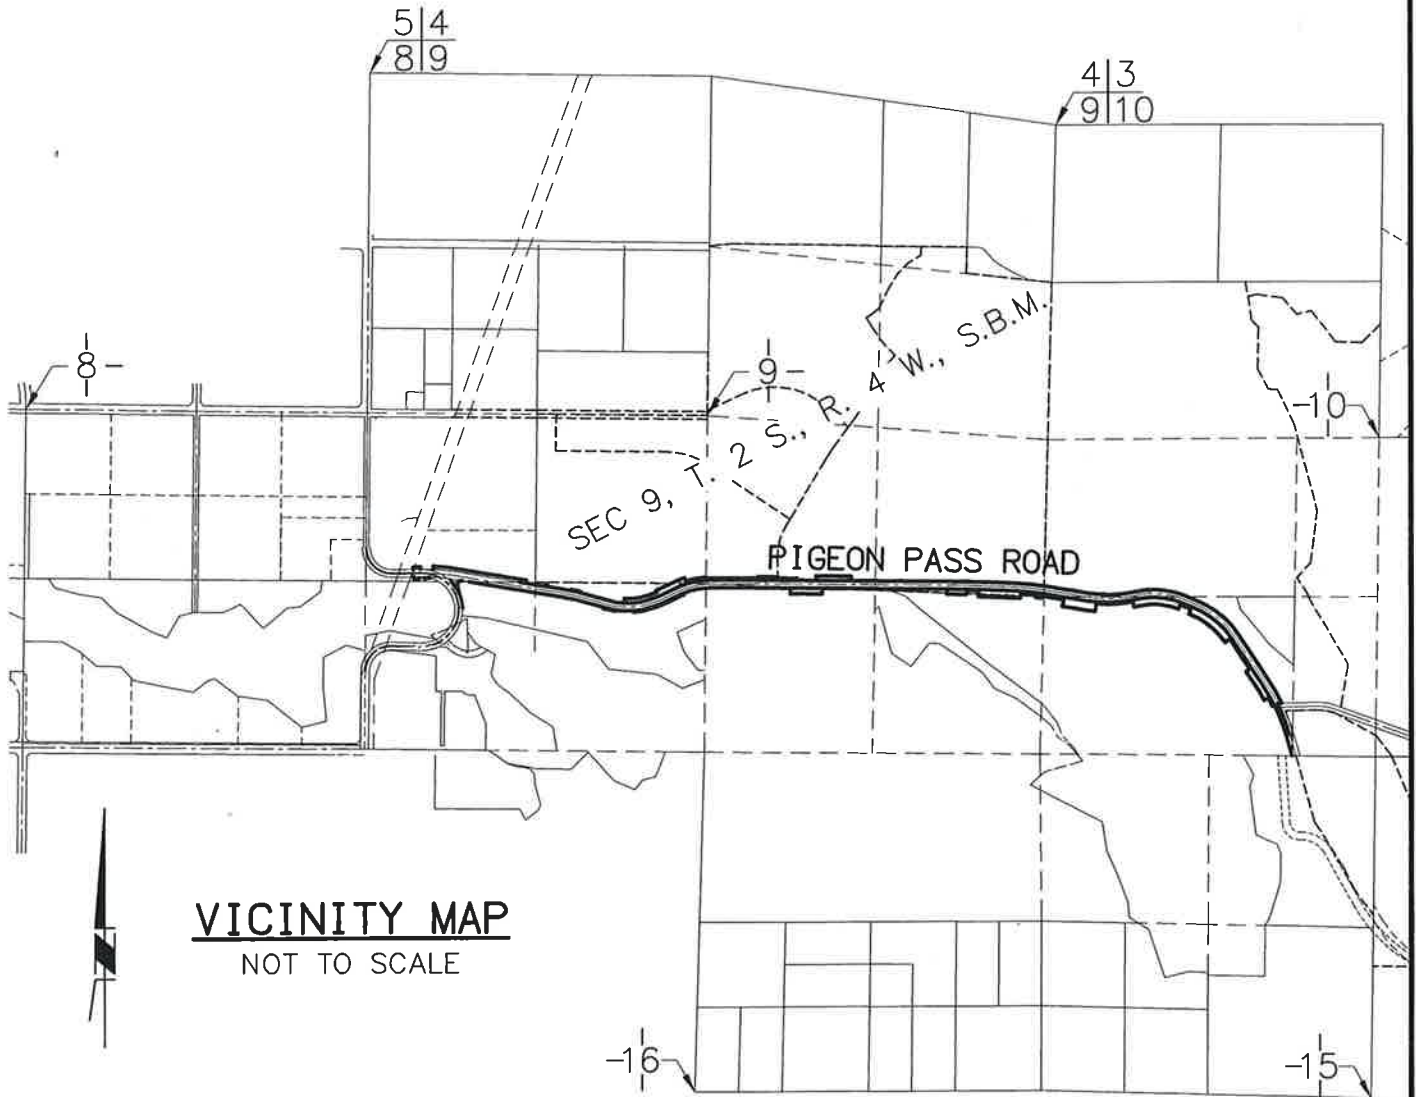 5|4
8|9
4|3
9|10
-8-
-9-
-10-
SEC 9, T. 2 S., R. 4 W., S.B.M.
PIGEON PASS ROAD
N
VICINITY MAP
NOT TO SCALE
-16-
-15-